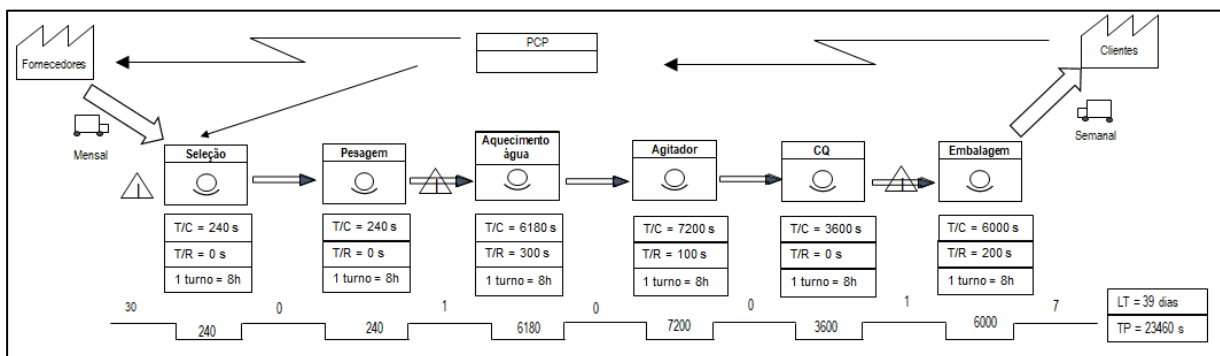 PCP
Fornecedores
Clientes
Mensal
Semanal
Seleção
Pesagem
Aquecimento
água
Agitador
CQ
Embalagem
T/C = 240 s
T/R = 0 s
1 turno = 8h
T/C = 240 s
T/R = 0 s
1 turno = 8h
T/C = 6180 s
T/R = 300 s
1 turno = 8h
T/C = 7200 s
T/R = 100 s
1 turno = 8h
T/C = 3600 s
T/R = 0 s
1 turno = 8h
T/C = 6000 s
T/R = 200 s
1 turno = 8h
30
240
0
240
1
6180
0
7200
0
3600
1
6000
7
LT = 39 dias
TP = 23460 s